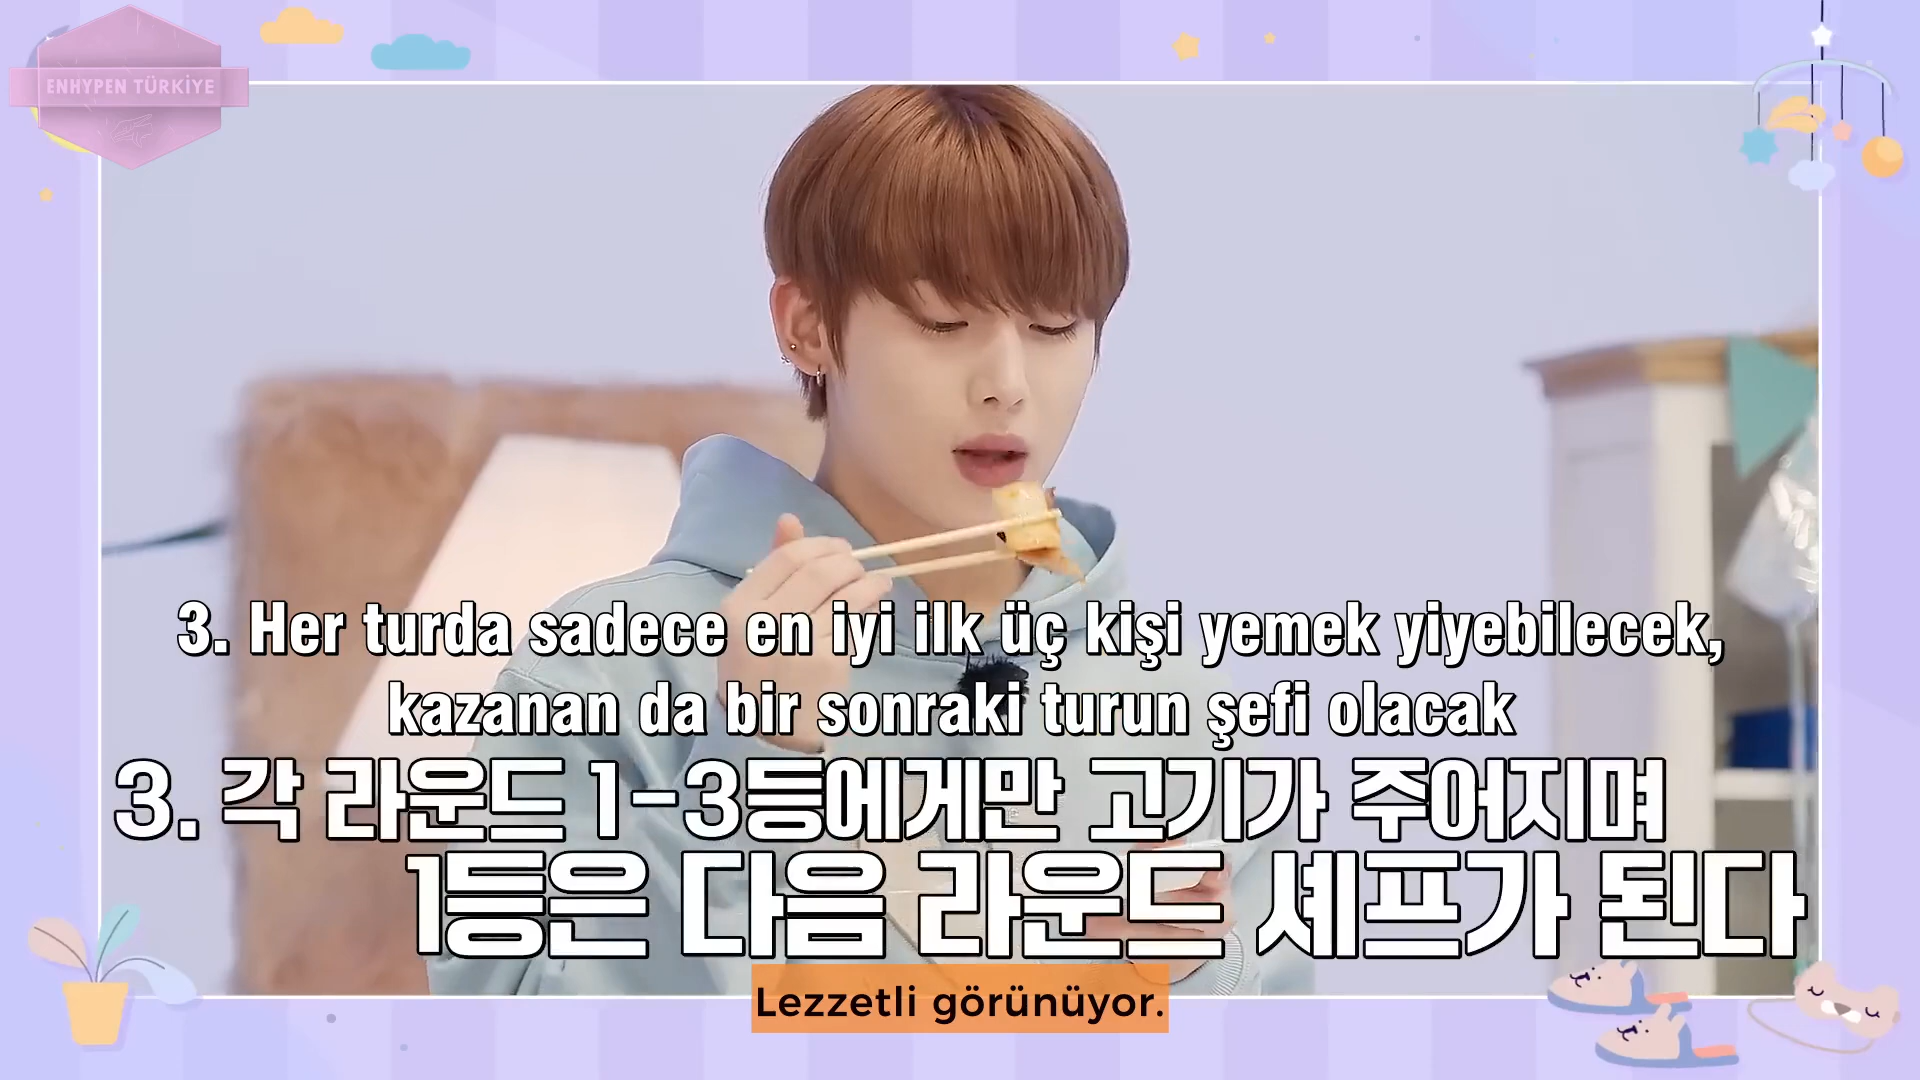 ENHYPEN TÜRKİYE
3. Her turda sadece en iyi ilk üç kişi yemek yiyebilecek,
kazanan da bir sonraki turun şefi olacak
3. 각 라운드 1-3등에게만 고기가 주어지며
1등은 다음 라운드 셰프가 된다
Lezzetli görünüyor.